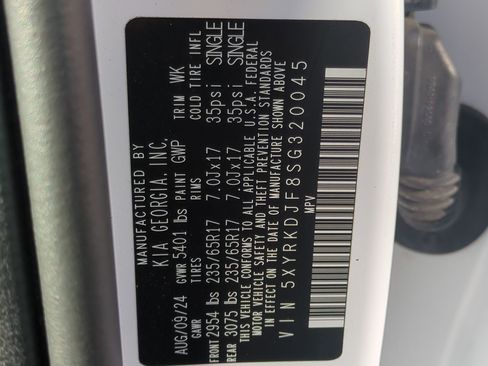 MANUFACTURED BY
KIA GEORGIA, INC.
AUG/09/24 GVWR 5401 lbs PAINT GWP TRIM WK
GAWR TIRES RIMS COLD TIRE INFL
FRONT 2954 lbs 235/65R17 7.0Jx17 35psi SINGLE
REAR 3075 lbs 235/65R17 7.0Jx17 35psi SINGLE
THIS VEHICLE CONFORMS TO ALL APPLICABLE U.S.A. FEDERAL
MOTOR VEHICLE SAFETY AND THEFT PREVENTION STANDARDS
IN EFFECT ON THE DATE OF MANUFACTURE SHOWN ABOVE
VIN 5XYRKDJF8SG320045
MPV